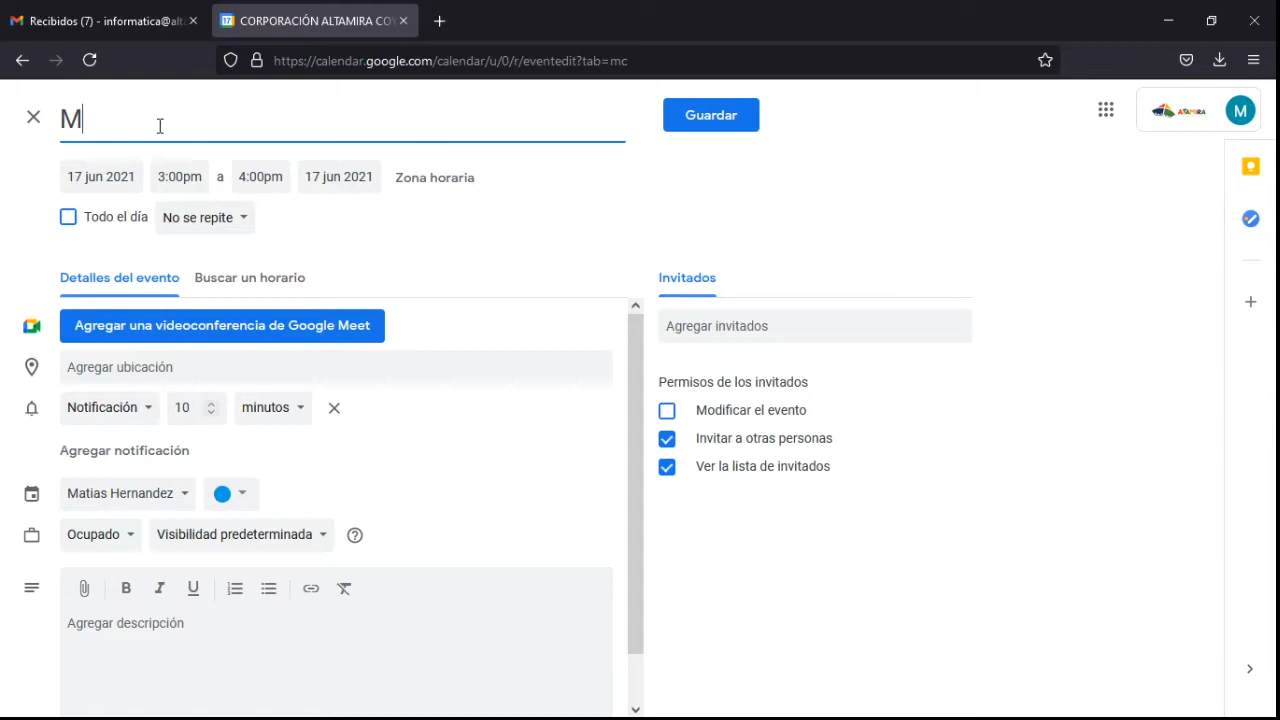 Recibidos (7) - informatica@alt
CORPORACIÓN ALTAMIRA CO
https://calendar.google.com/calendar/u/0/r/eventedit?tab=mc
M
Guardar
ALTAMIRA
M
17 jun 2021 3:00pm a 4:00pm 17 jun 2021 Zona horaria
Todo el día No se repite
Detalles del evento Buscar un horario
Invitados
Agregar una videoconferencia de Google Meet
Agregar invitados
Agregar ubicación
Permisos de los invitados
Notificación 10 minutos
Modificar el evento
Invitar a otras personas
Agregar notificación
Ver la lista de invitados
Matias Hernandez
Ocupado Visibilidad predeterminada
B I U
Agregar descripción